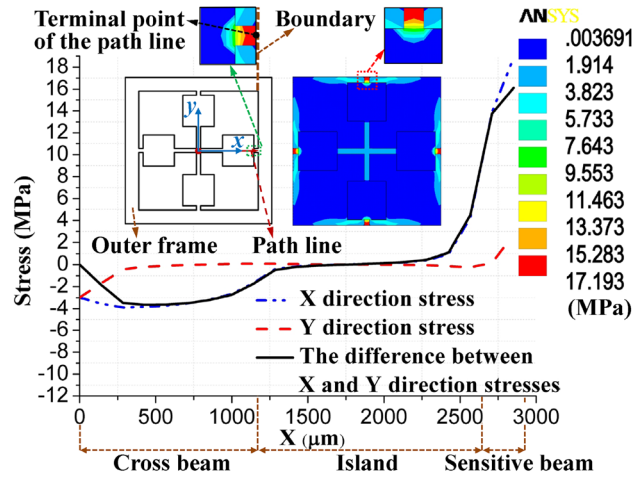 Terminal point
of the path line
Boundary
ANSYS
.003691
1.914
3.823
5.733
7.643
9.553
11.463
13.373
15.283
17.193
(MPa)
18
16
14
12
10
8
6
4
2
0
-2
-4
-6
-8
-10
-12
Stress (MPa)
y
x
Outer frame
Path line
X direction stress
Y direction stress
The difference between
X and Y direction stresses
0 500 1000 1500 2000 2500 3000
X (μm)
Cross beam Island Sensitive beam